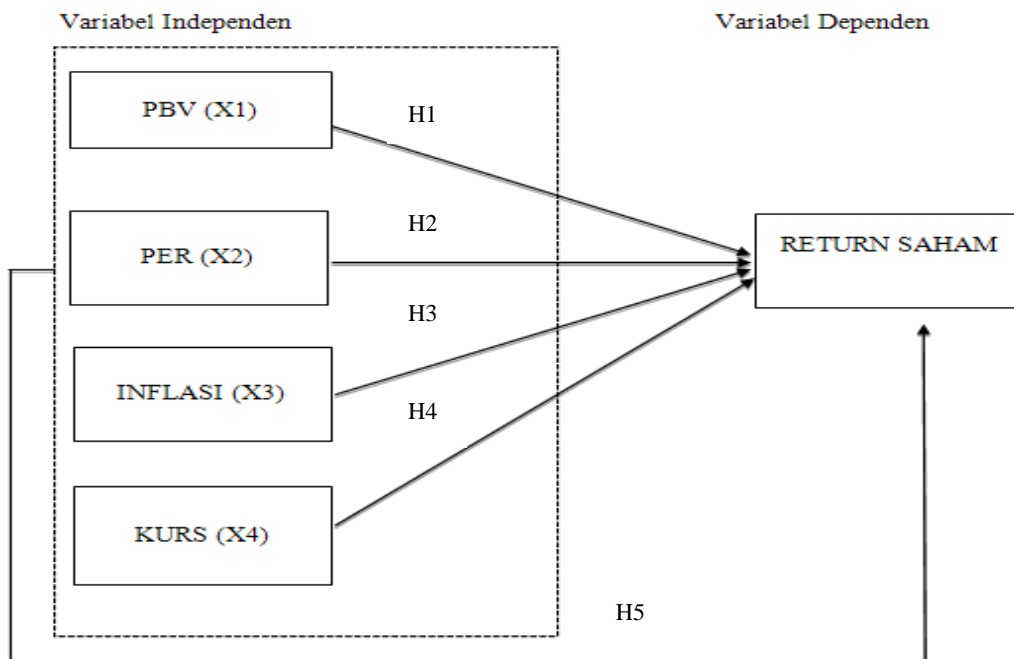 Variabel Independen
Variabel Dependen
PBV (X1)
H1
H2
PER (X2)
RETURN SAHAM
H3
INFLASI (X3)
H4
KURS (X4)
H5